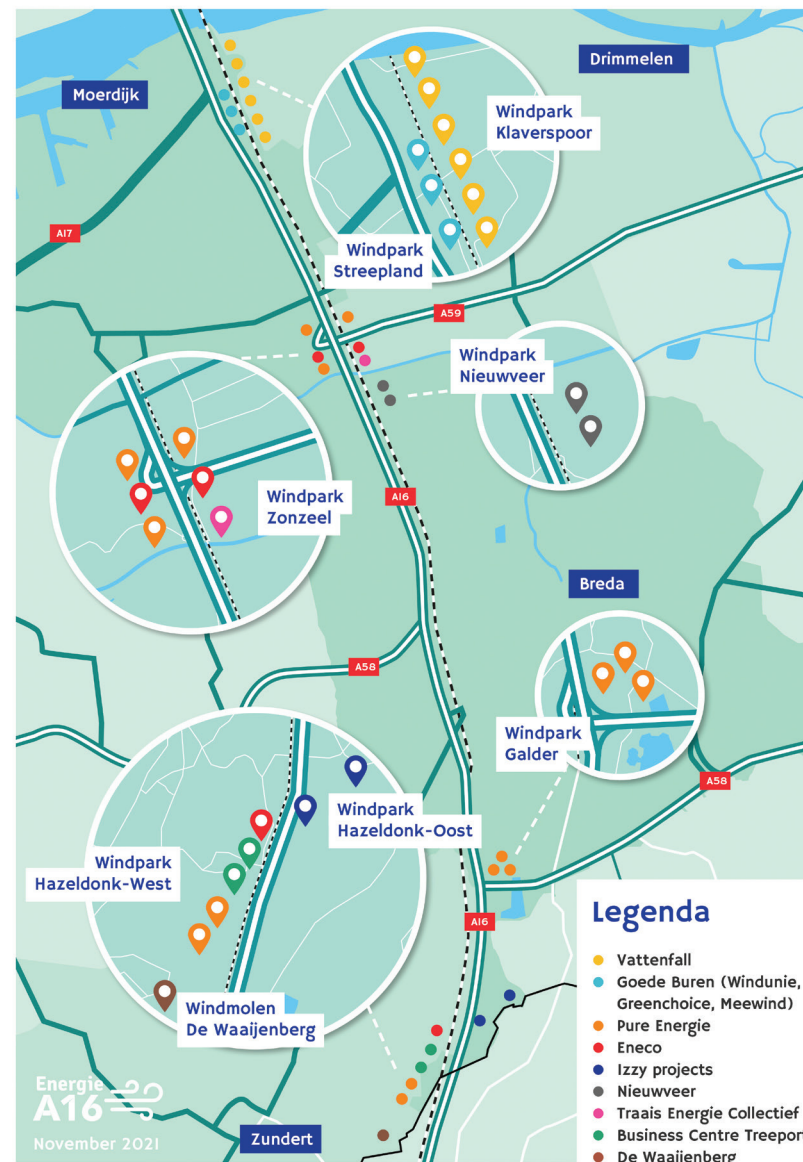 Drimmelen
Moerdijk
Windpark
Klaverspoor
A17
Windpark
Streepland
A59
Windpark
Nieuwveer
A16
Windpark
Zonzeel
Breda
A58
Windpark
Galder
A58
Windpark
Hazeldonk-Oost
Windpark
Hazeldonk-West
A16
Windmolen
De Waaijenberg
Legenda
Vattenfall
Goede Buren (Windunie,
Greenchoice, Meewind)
Pure Energie
Eneco
Izzy projects
Nieuwveer
Traais Energie Collectief
Business Centre Treeport
De Waaijenberg
Energie
A16
November 2021
Zundert